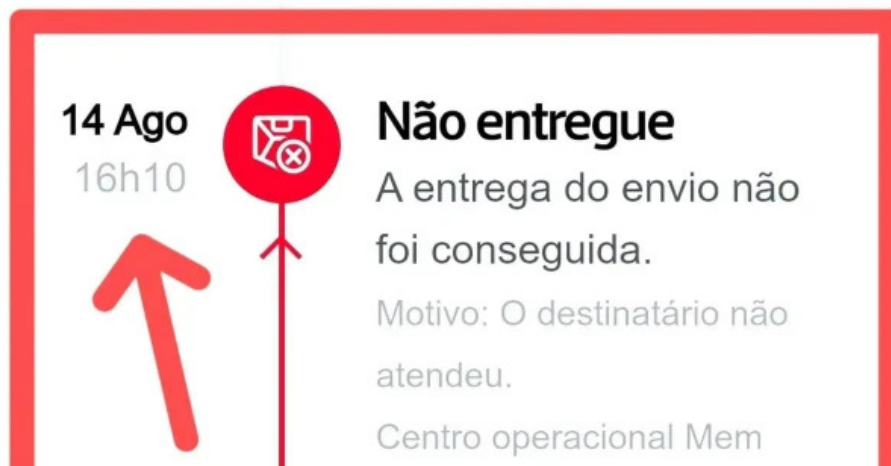 14 Ago
16h10
Não entregue
A entrega do envio não
foi conseguida.
Motivo: O destinatário não
atendeu.
Centro operacional Mem